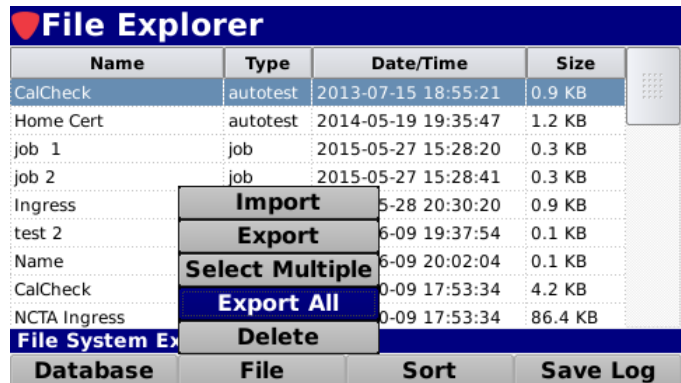 File Explorer
Name Type Date/Time Size
CalCheck autotest 2013-07-15 18:55:21 0.9 KB
Home Cert autotest 2014-05-19 19:35:47 1.2 KB
job 1 job 2015-05-27 15:28:20 0.3 KB
job 2 job 2015-05-27 15:28:41 0.3 KB
Ingress Import 5-28 20:30:20 0.9 KB
test 2 Export 6-09 19:37:54 0.1 KB
Name Select Multiple 6-09 20:02:04 0.1 KB
CalCheck Export All 0-09 17:53:34 4.2 KB
NCTA Ingress 0-09 17:53:34 86.4 KB
File System Ex Delete
Database File Sort Save Log